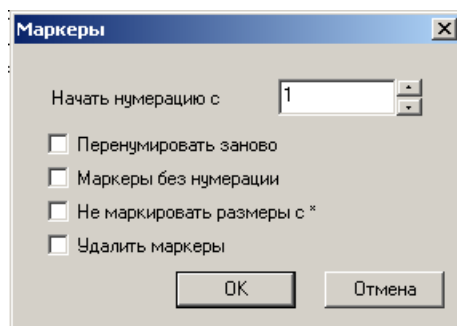 Маркеры
Начать нумерацию с 1
Перенумировать заново
Маркеры без нумерации
Не маркировать размеры с *
Удалить маркеры
OK Отмена